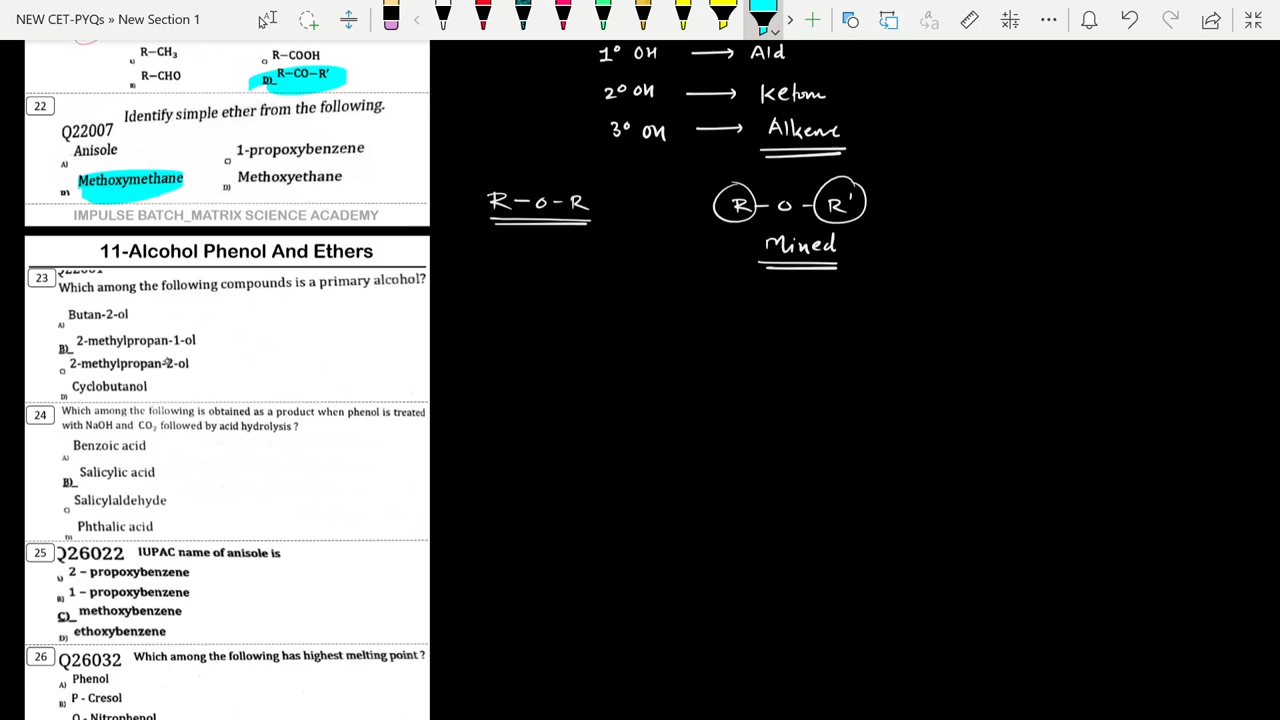 NEW CET-PYQs » New Section 1
R—CH₃
A)
R—COOH
C)
R—CHO
B)
D) R—CO—R'
22
Identify simple ether from the following.
Q22007
Anisole
A)
1-propoxybenzene
C)
Methoxymethane
Methoxyethane
D)
IMPULSE BATCH_MATRIX SCIENCE ACADEMY
11-Alcohol Phenol And Ethers
23
Which among the following compounds is a primary alcohol?
Butan-2-ol
A)
2-methylpropan-1-ol
B)
2-methylpropan-2-ol
C)
Cyclobutanol
D)
24
Which among the following is obtained as a product when phenol is treated
with NaOH and CO₂ followed by acid hydrolysis ?
Benzoic acid
A)
Salicylic acid
B)
Salicylaldehyde
C)
Phthalic acid
25
Q26022 IUPAC name of anisole is
A) 2 – propoxybenzene
B) 1 – propoxybenzene
C) methoxybenzene
D) ethoxybenzene
26
Q26032 Which among the following has highest melting point ?
A) Phenol
B) P - Cresol
O - Nitrophenol
1° OH ⟶ Ald
2° OH ⟶ Ketom
3° OH ⟶ Alkene
R—O—R
R—O—R'
Mined